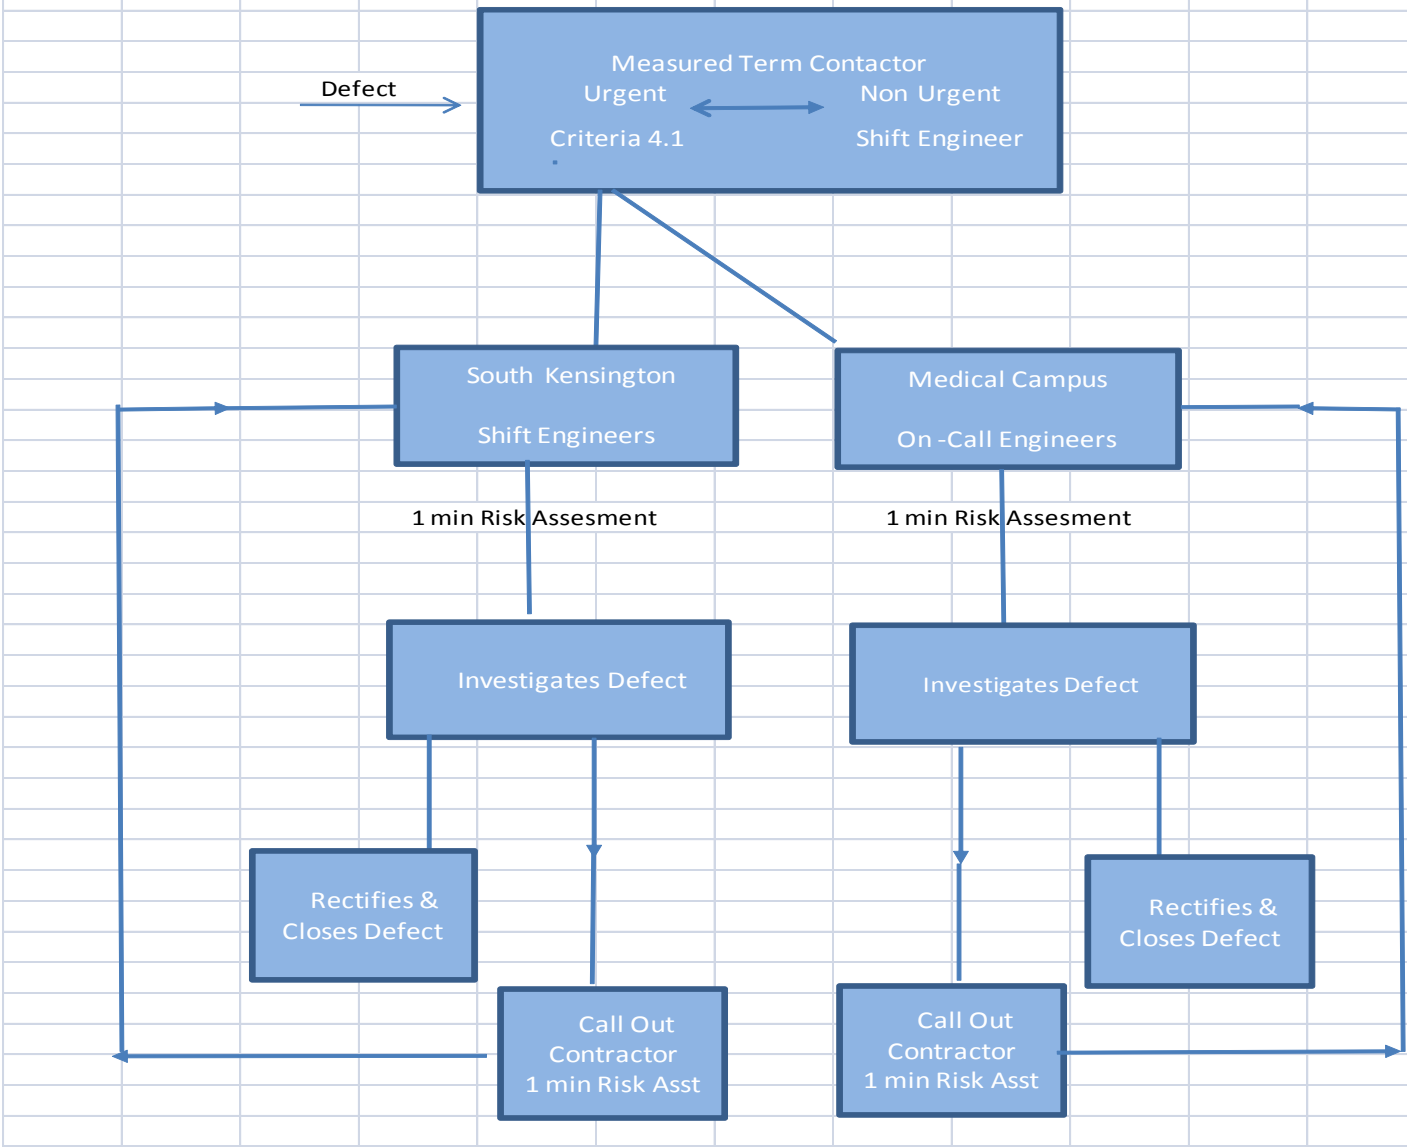 Measured Term Contactor
Defect
Urgent Non Urgent
Criteria 4.1 Shift Engineer
South Kensington
Shift Engineers
Medical Campus
On -Call Engineers
1 min Risk Assesment
1 min Risk Assesment
Investigates Defect
Investigates Defect
Rectifies &
Closes Defect
Rectifies &
Closes Defect
Call Out
Contractor
1 min Risk Asst
Call Out
Contractor
1 min Risk Asst